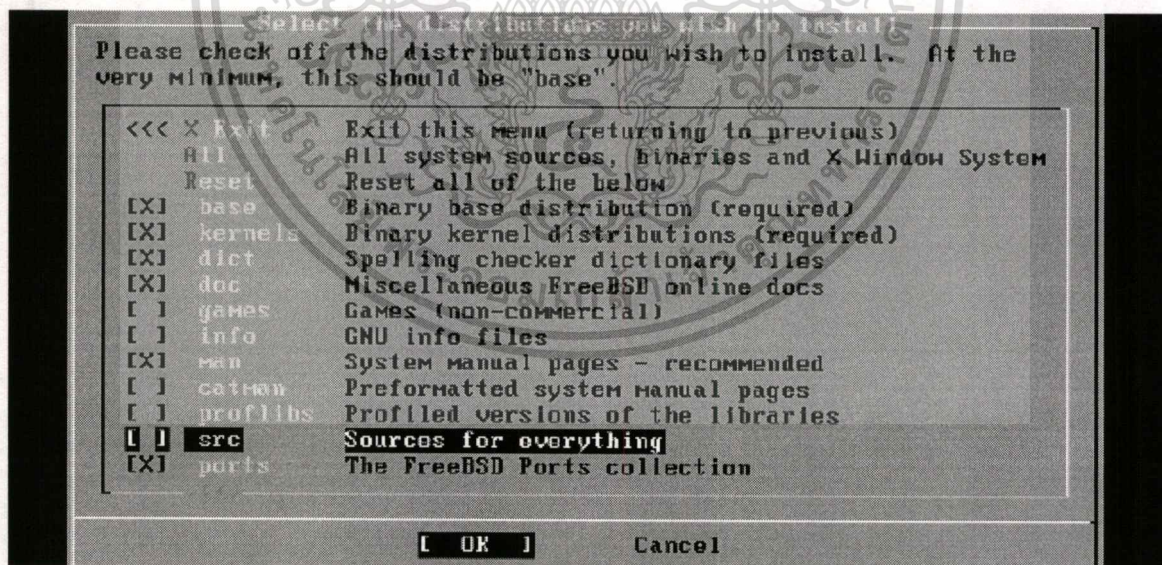 Select the distributions you wish to install
Please check off the distributions you wish to install. At the
very minimum, this should be "base".
<<< X Exit Exit this menu (returning to previous)
All All system sources, binaries and X Window System
Reset Reset all of the below
[X] base Binary base distribution (required)
[X] kernels Binary kernel distributions (required)
[X] dict Spelling checker dictionary files
[X] doc Miscellaneous FreeBSD online docs
[ ] games Games (non-commercial)
[ ] info GNU info files
[X] man System manual pages - recommended
[ ] catman Preformatted system manual pages
[ ] proflibs Profiled versions of the libraries
[ ] src Sources for everything
[X] ports The FreeBSD Ports collection
[ OK ] Cancel